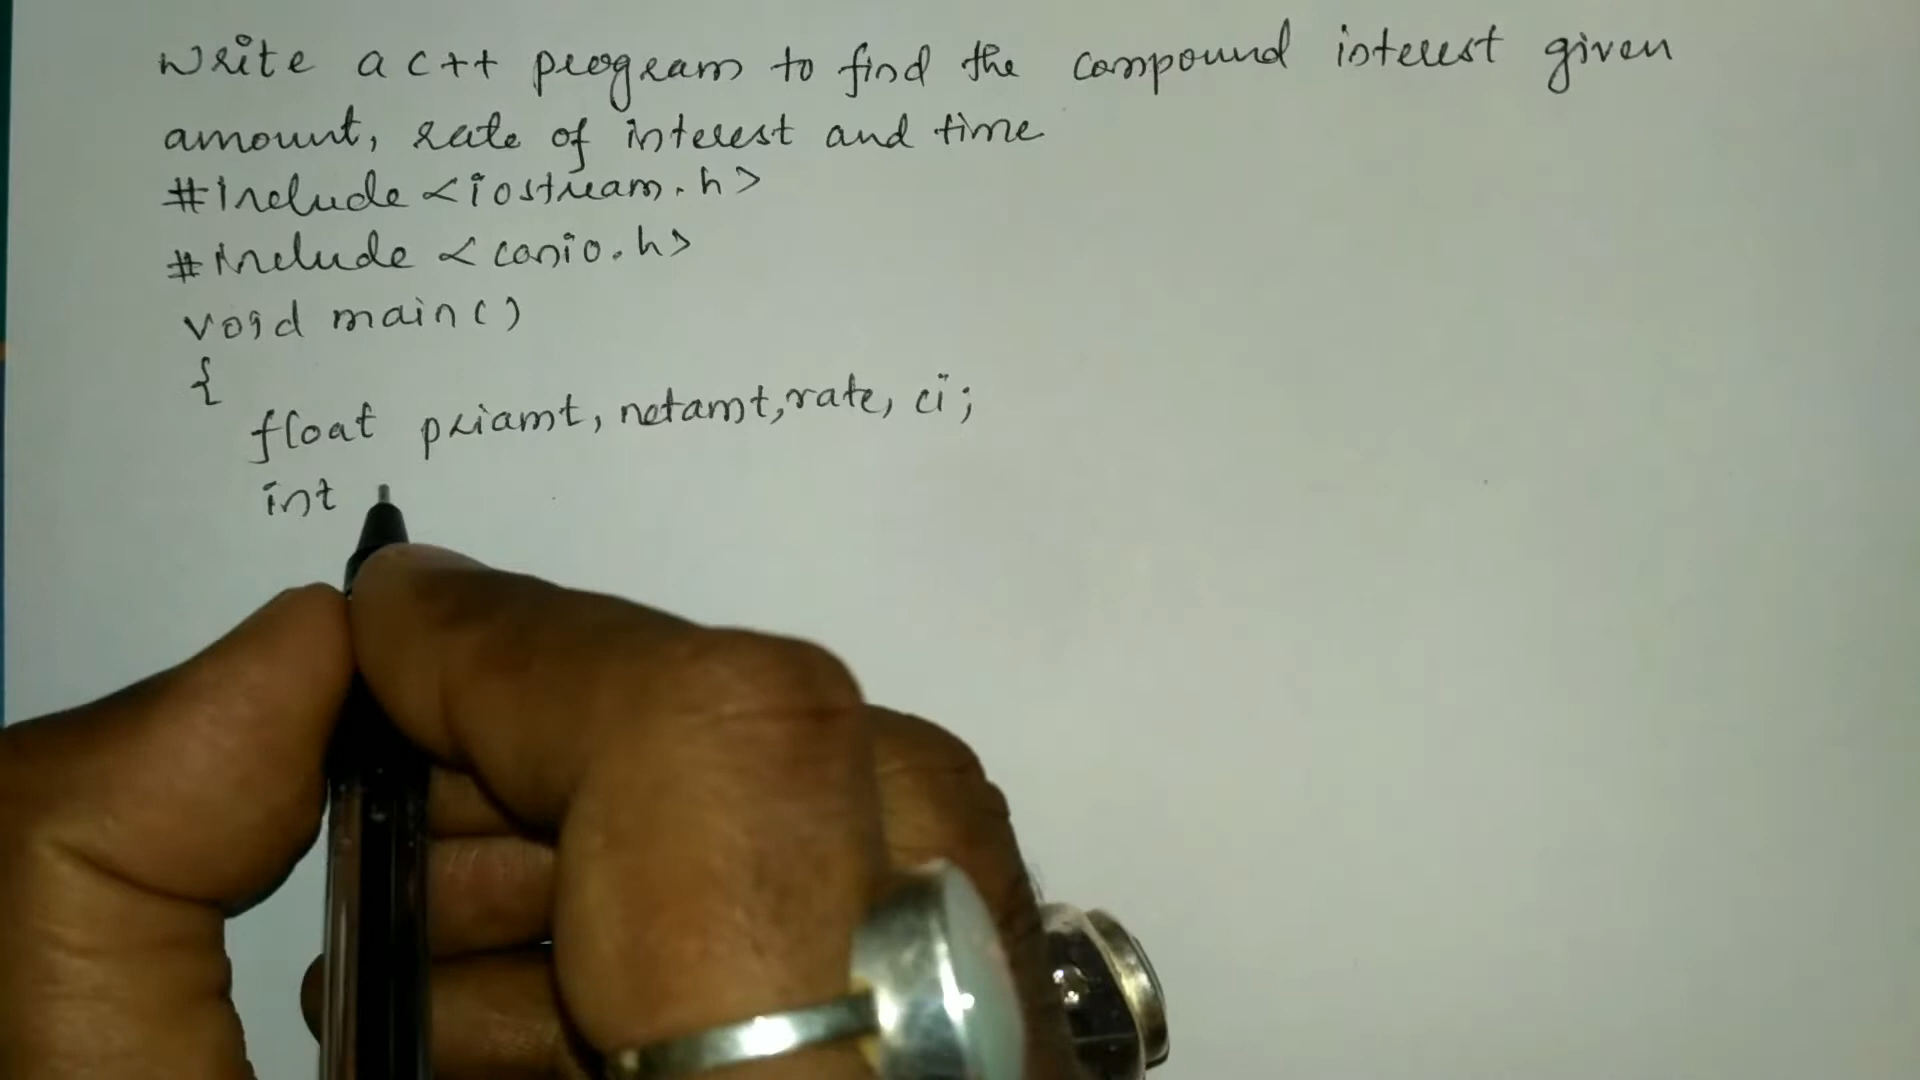 Write a c++ program to find the compound interest given
amount, rate of interest and time
#include <iostream.h>
#include <conio.h>
void main()
{
float priamt, netamt, rate, ci;
int